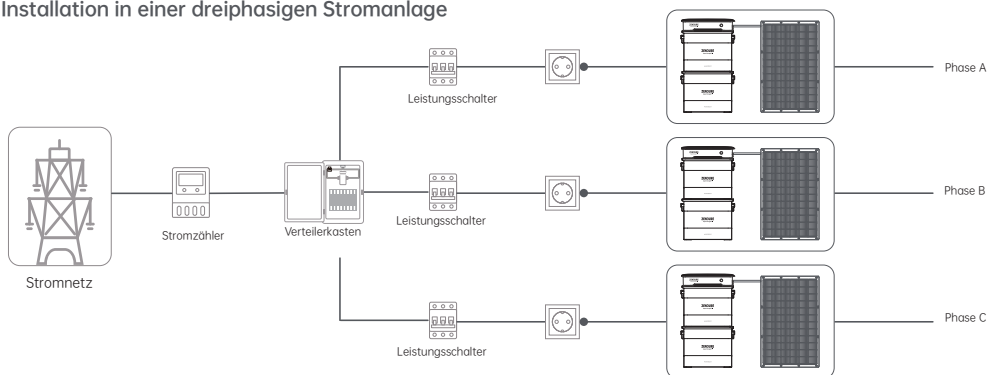 Installation in einer dreiphasigen Stromanlage
Leistungsschalter
Phase A
Stromnetz
Stromzähler
Verteilerkasten
Leistungsschalter
Phase B
Leistungsschalter
Phase C